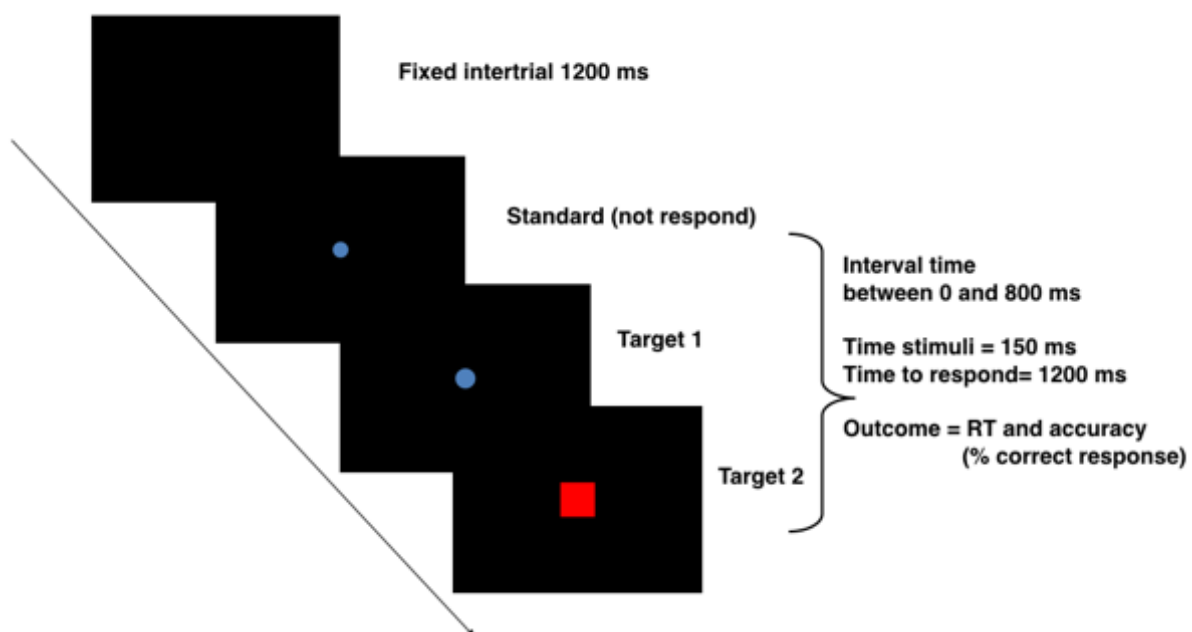 Fixed intertrial 1200 ms
Standard (not respond)
Target 1
Target 2
Interval time
between 0 and 800 ms
Time stimuli = 150 ms
Time to respond= 1200 ms
Outcome = RT and accuracy
(% correct response)